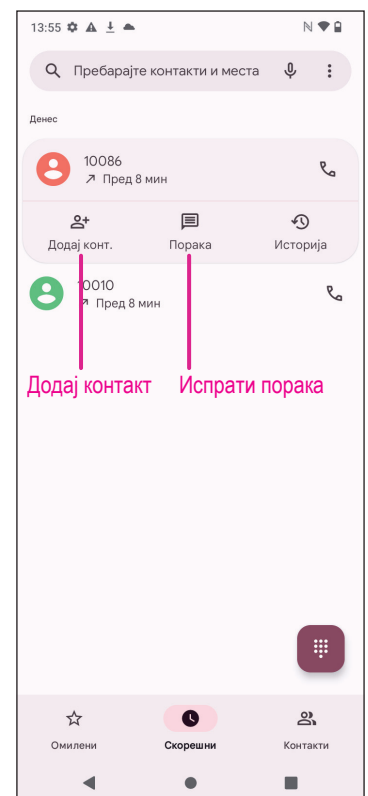 13:55
Пребарајте контакти и места
Денес
10086
Пред 8 мин
Додај конт. Порака Историја
10010
Пред 8 мин
Додај контакт Испрати порака
Омилени Скорешни Контакти